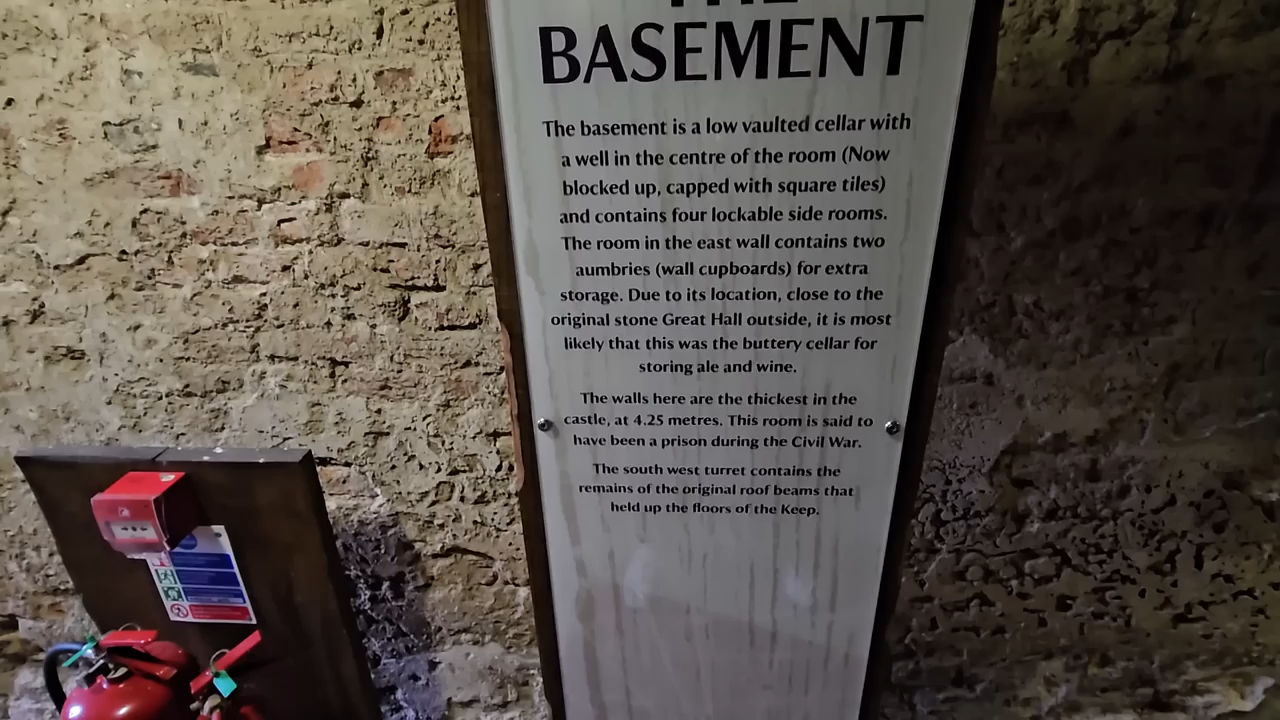 THE
BASEMENT
The basement is a low vaulted cellar with
a well in the centre of the room (Now
blocked up, capped with square tiles)
and contains four lockable side rooms.
The room in the east wall contains two
aumbries (wall cupboards) for extra
storage. Due to its location, close to the
original stone Great Hall outside, it is most
likely that this was the buttery cellar for
storing ale and wine.
The walls here are the thickest in the
castle, at 4.25 metres. This room is said to
have been a prison during the Civil War.
The south west turret contains the
remains of the original roof beams that
held up the floors of the Keep.